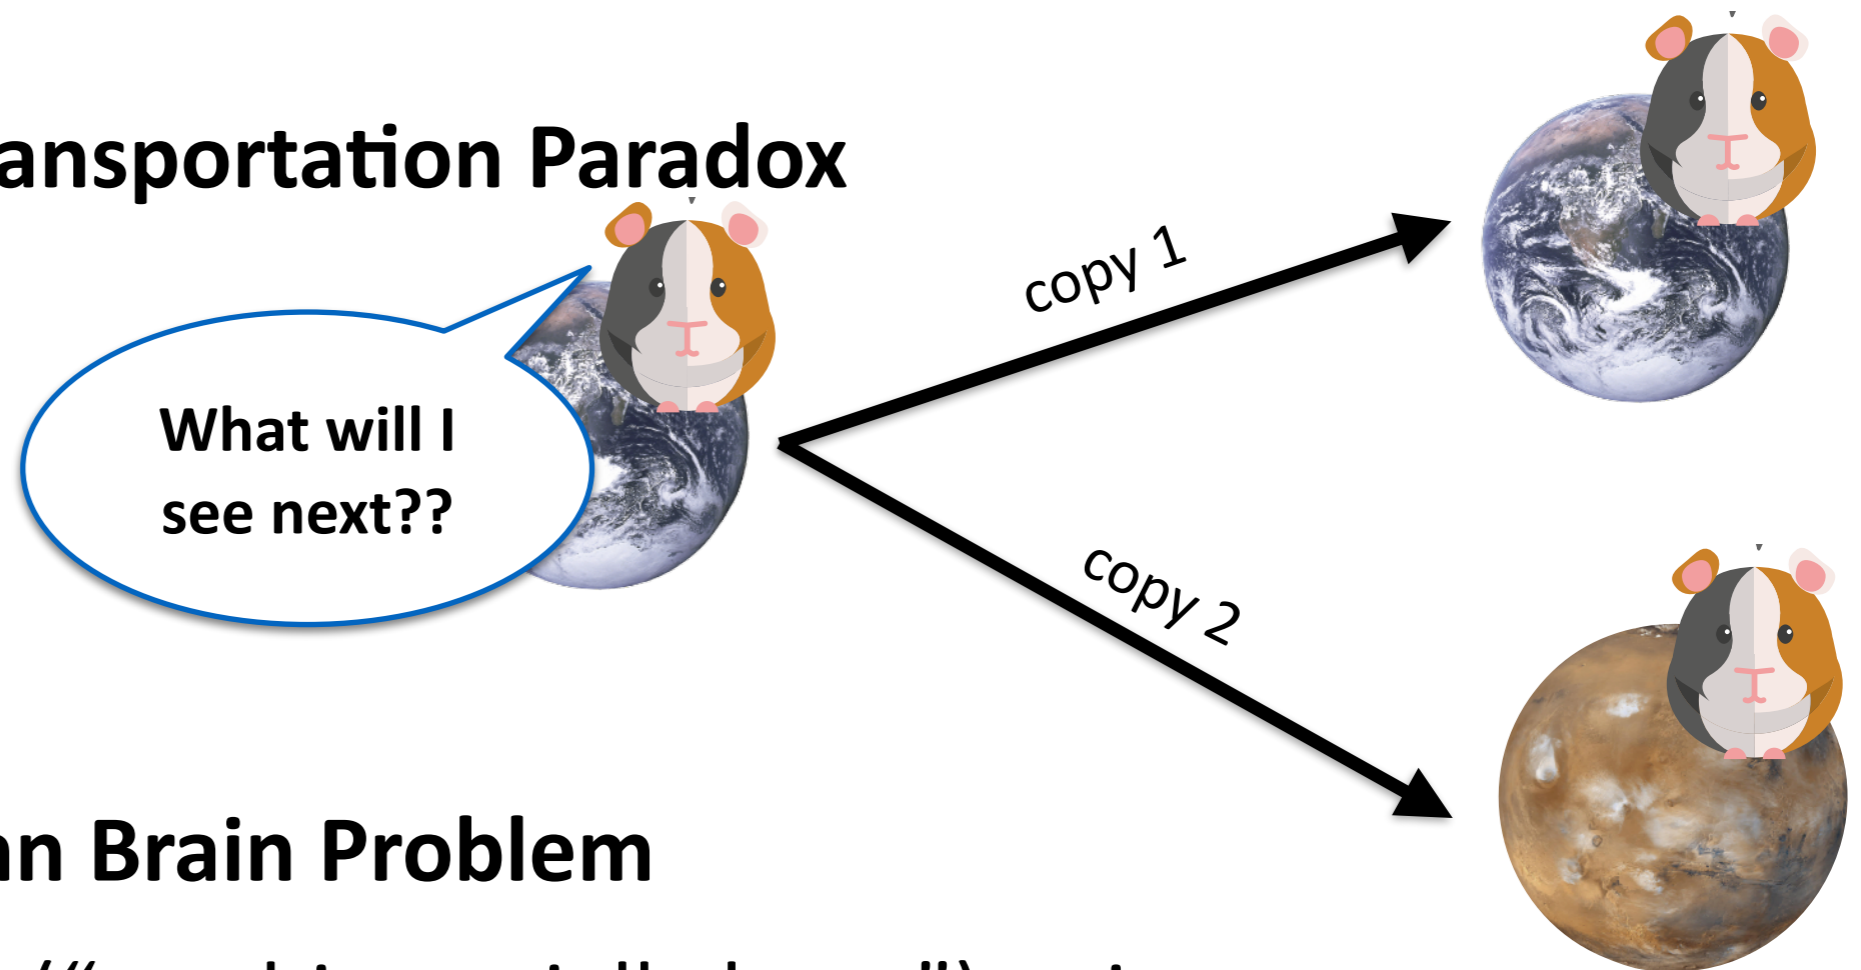 ansportation Paradox
copy 1
What will I
see next??
copy 2
n Brain Problem